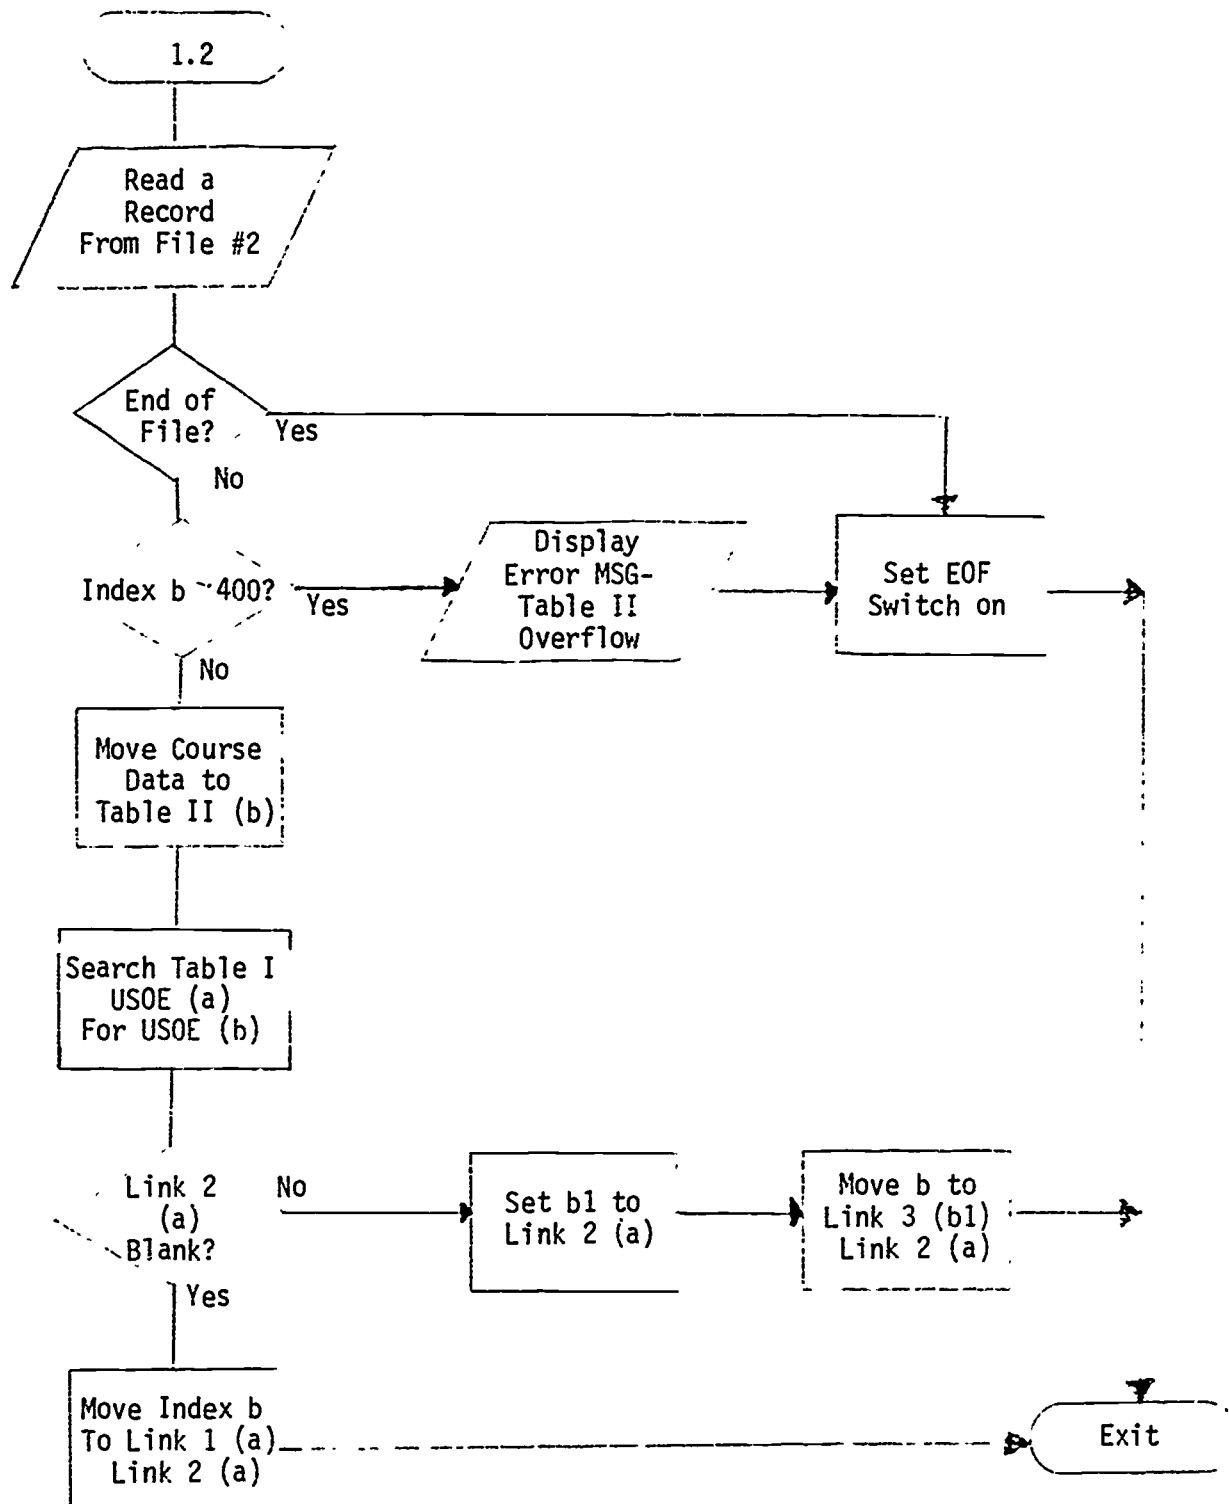 1.2
Read a
Record
From File #2
End of
File?
Yes
No
Index b ~ 400?
Yes
Display
Error MSG-
Table II
Overflow
Set EOF
Switch on
No
Move Course
Data to
Table II (b)
Search Table I
USOE (a)
For USOE (b)
Link 2
(a)
Blank?
No
Set b1 to
Link 2 (a)
Move b to
Link 3 (b1)
Link 2 (a)
Yes
Move Index b
To Link 1 (a)
Link 2 (a)
Exit